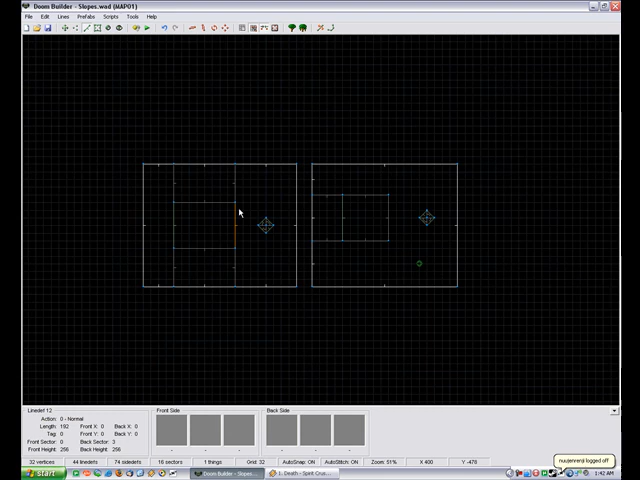 Doom Builder - Slopes.wad (MAP01)
File Edit Lines Prefabs Scripts Tools Help
Linedef 12
Action: 0 - Normal
Length: 192 Front X: 0 Back X: 0
Tag: 0 Front Y: 0 Back Y: 0
Front Sector: 0 Back Sector: 3
Front Height: 256 Back Height: 256
Front Side
- - -
Back Side
- - -
32 vertices 44 linedefs 74 sidedefs 16 sectors 1 things Grid: 32 AutoSnap: ON AutoStitch: ON Zoom: 51% X 400 Y -478
logged off
Start Doom Builder - Slopes... 1. Death - Spirit Crus... 1:42 AM